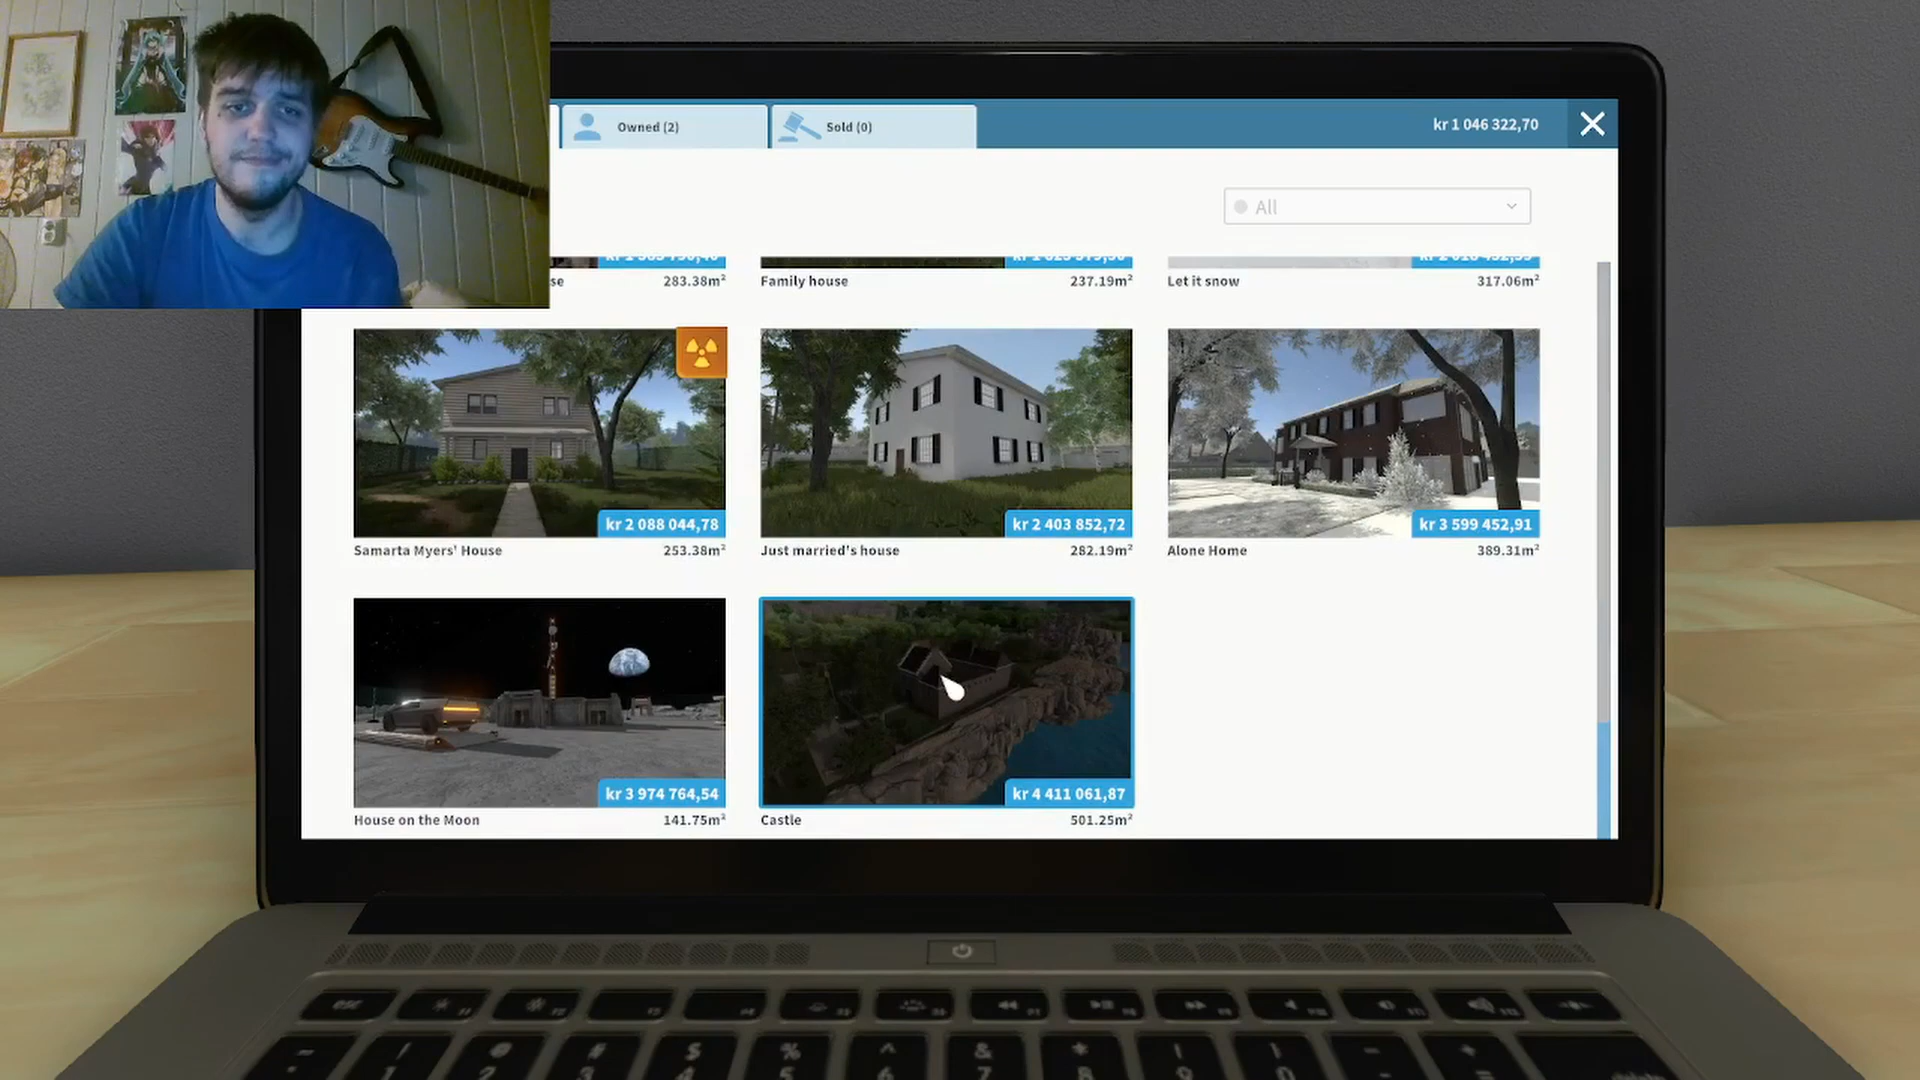 Owned (2)
Sold (0)
kr 1 046 322,70
All
se
283.38m²
Family house
237.19m²
Let it snow
317.06m²
kr 2 088 044,78
Samarta Myers' House
253.38m²
kr 2 403 852,72
Just married's house
282.19m²
kr 3 599 452,91
Alone Home
389.31m²
kr 3 974 764,54
House on the Moon
141.75m²
kr 4 411 061,87
Castle
501.25m²
esc